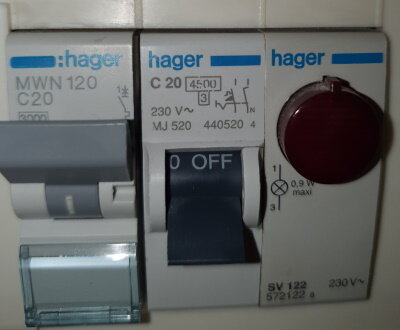 :hager
MWN 120
C20
3000
hager
C 20 4500
3
N
230 V~
MJ 520 440520 4
0 OFF
hager
1
0,9 W
maxi
3
SV 122
572122 a 230 V~